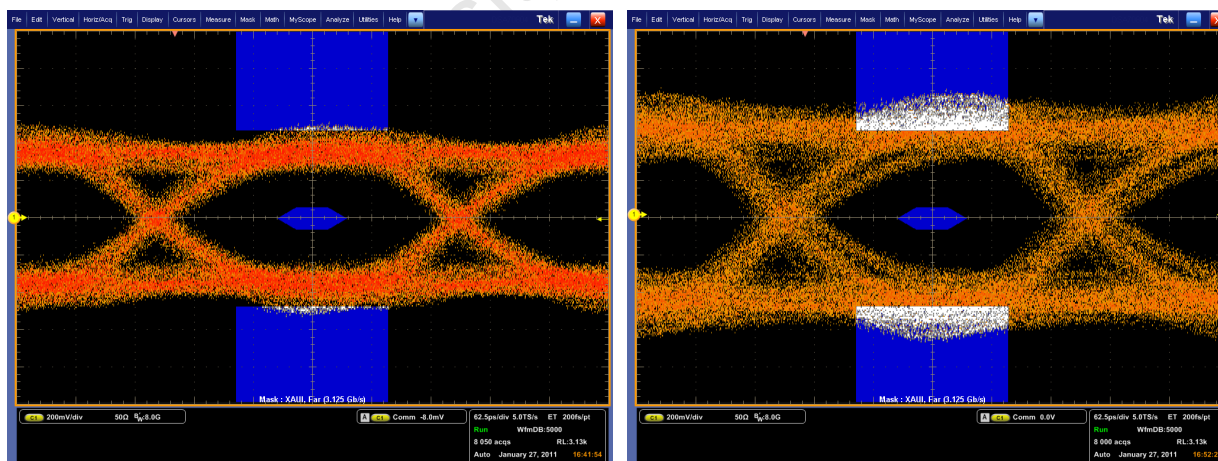 File Edit Vertical Horiz/Acq Trig Display Cursors Measure Mask Math MyScope Analyze Utilities Help Tek X
Mask : XAUI, Far (3.125 Gb/s)
C1 200mV/div 50Ω BW:8.0G
A C1 Comm -8.0mV
62.5ps/div 5.0TS/s ET 200fs/pt
Run WfmDB:5000
8 050 acqs RL:3.13k
Auto January 27, 2011 16:41:54
File Edit Vertical Horiz/Acq Trig Display Cursors Measure Mask Math MyScope Analyze Utilities Help Tek
Mask : XAUI, Far (3.125 Gb/s)
C1 200mV/div 50Ω BW:8.0G
A C1 Comm 0.0V
62.5ps/div 5.0TS/s ET 200fs/pt
Run WfmDB:5000
8 000 acqs RL:3.13k
Auto January 27, 2011